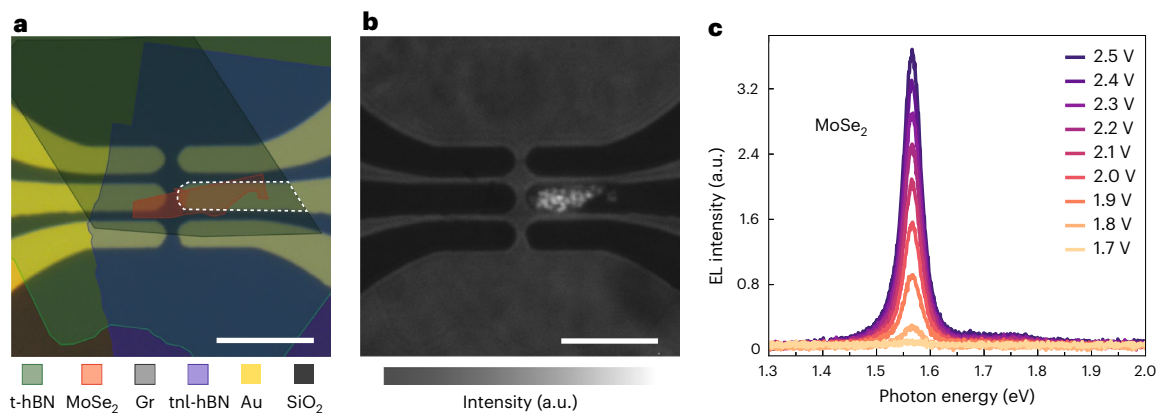 a
t-hBN MoSe2 Gr tnl-hBN Au SiO2
b
Intensity (a.u.)
c
EL intensity (a.u.)
3.2
2.4
1.6
0.8
0
MoSe2
2.5 V
2.4 V
2.3 V
2.2 V
2.1 V
2.0 V
1.9 V
1.8 V
1.7 V
1.3 1.4 1.5 1.6 1.7 1.8 1.9 2.0
Photon energy (eV)